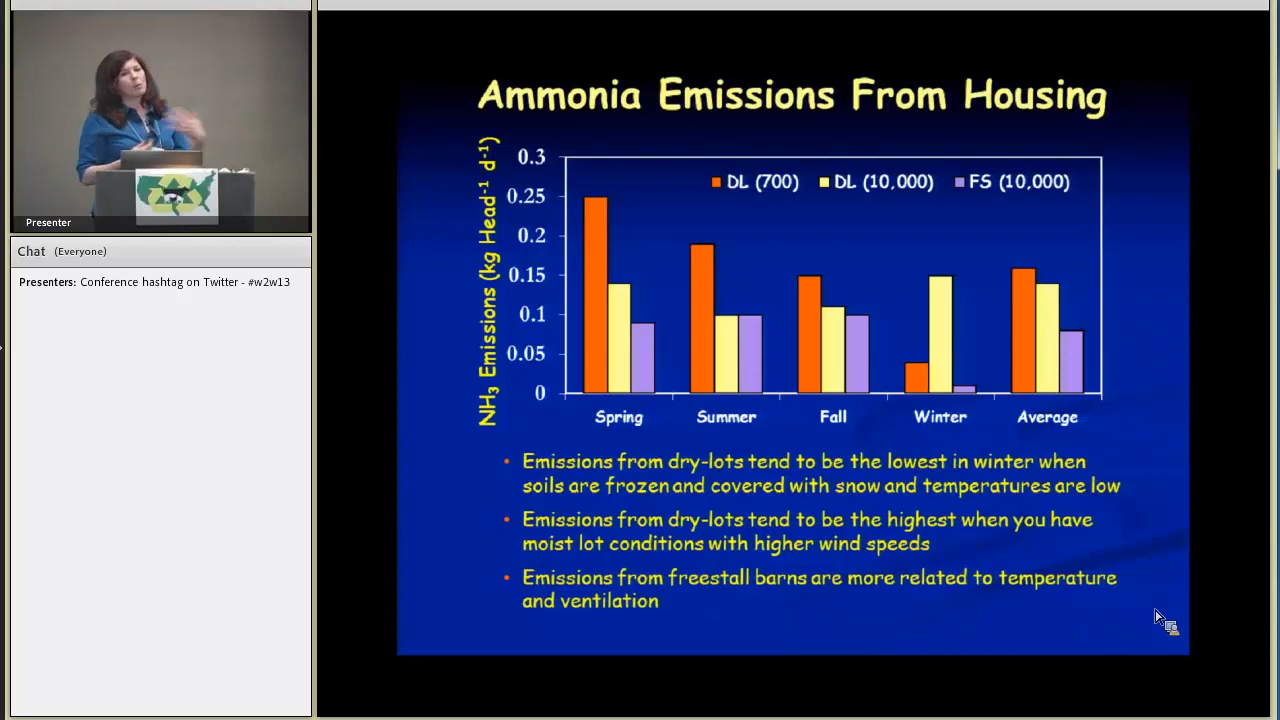 Presenter
Chat (Everyone)
Presenters: Conference hashtag on Twitter - #w2w13
Ammonia Emissions From Housing
NH₃ Emissions (kg Head⁻¹ d⁻¹)
0.3
0.25
0.2
0.15
0.1
0.05
0
DL (700) DL (10,000) FS (10,000)
Spring Summer Fall Winter Average
• Emissions from dry-lots tend to be the lowest in winter when
soils are frozen and covered with snow and temperatures are low
• Emissions from dry-lots tend to be the highest when you have
moist lot conditions with higher wind speeds
• Emissions from freestall barns are more related to temperature
and ventilation